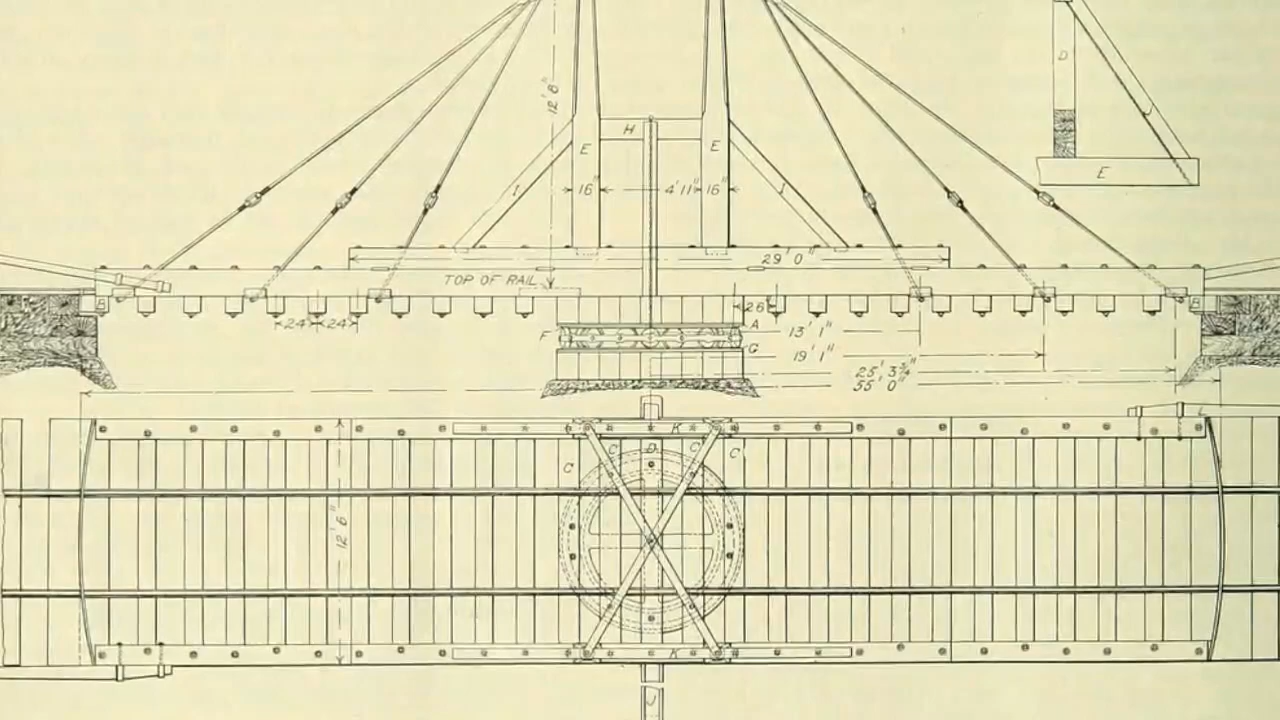 D
12' 8"
H
E
E
E
I
16"
4' 11"
16"
I
29' 0"
TOP OF RAIL
B
B
24"
24"
26"
A
F
13' 1"
G
19' 1"
25' 3¾"
55' 0"
K
C
C
D
C
C
12' 6"
K
J